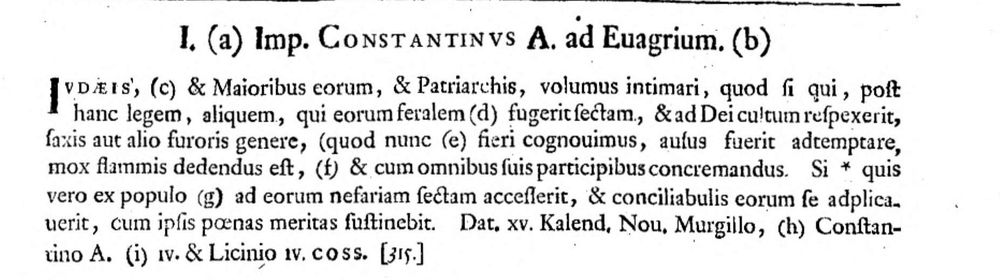 I. (a) Imp. CONSTANTINVS A. ad Euagrium. (b)
IVDÆIS, (c) & Maioribus eorum, & Patriarchis, volumus intimari, quod ſi qui, poſt
hanc legem, aliquem, qui eorum feralem (d) fugerit ſectam, & ad Dei cultum reſpexerit,
ſaxis aut alio furoris genere, (quod nunc (e) fieri cognouimus, auſus fuerit adtemptare,
mox flammis dedendus eſt, (f) & cum omnibus ſuis participibus concremandus. Si * quis
vero ex populo (g) ad eorum nefariam ſectam acceſſerit, & conciliabulis eorum ſe adplica-
uerit, cum ipſis pœnas meritas ſuſtinebit. Dat. xv. Kalend. Nou. Murgillo, (h) Conſtan-
tino A. (i) IV. & Licinio IV. COSS. [315.]